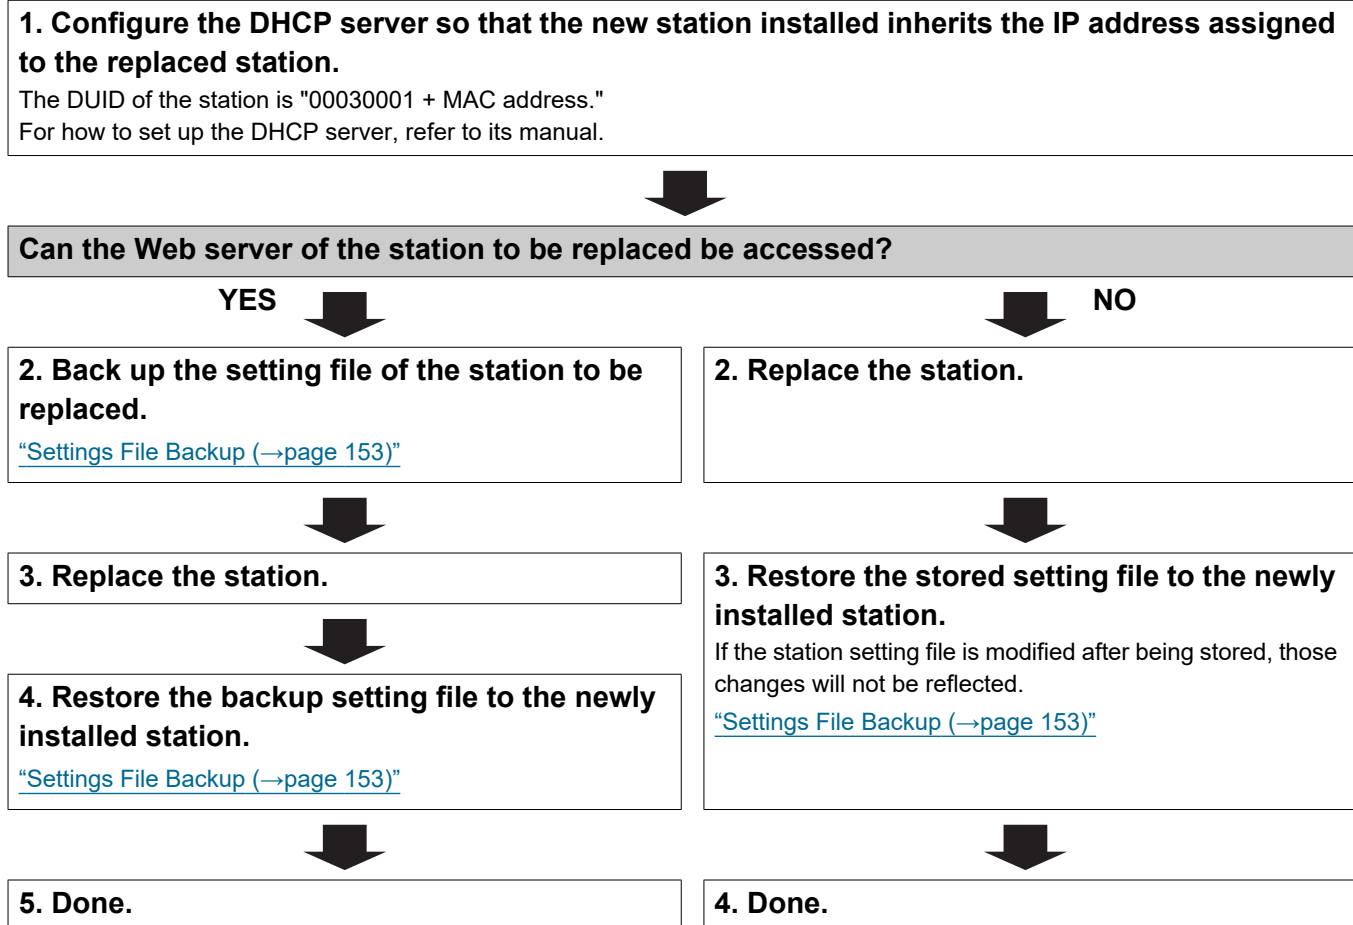 1. Configure the DHCP server so that the new station installed inherits the IP address assigned
to the replaced station.
The DUID of the station is "00030001 + MAC address."
For how to set up the DHCP server, refer to its manual.
Can the Web server of the station to be replaced be accessed?
YES
NO
2. Back up the setting file of the station to be
replaced.
“Settings File Backup (→page 153)”
3. Replace the station.
4. Restore the backup setting file to the newly
installed station.
“Settings File Backup (→page 153)”
5. Done.
2. Replace the station.
3. Restore the stored setting file to the newly
installed station.
If the station setting file is modified after being stored, those
changes will not be reflected.
“Settings File Backup (→page 153)”
4. Done.